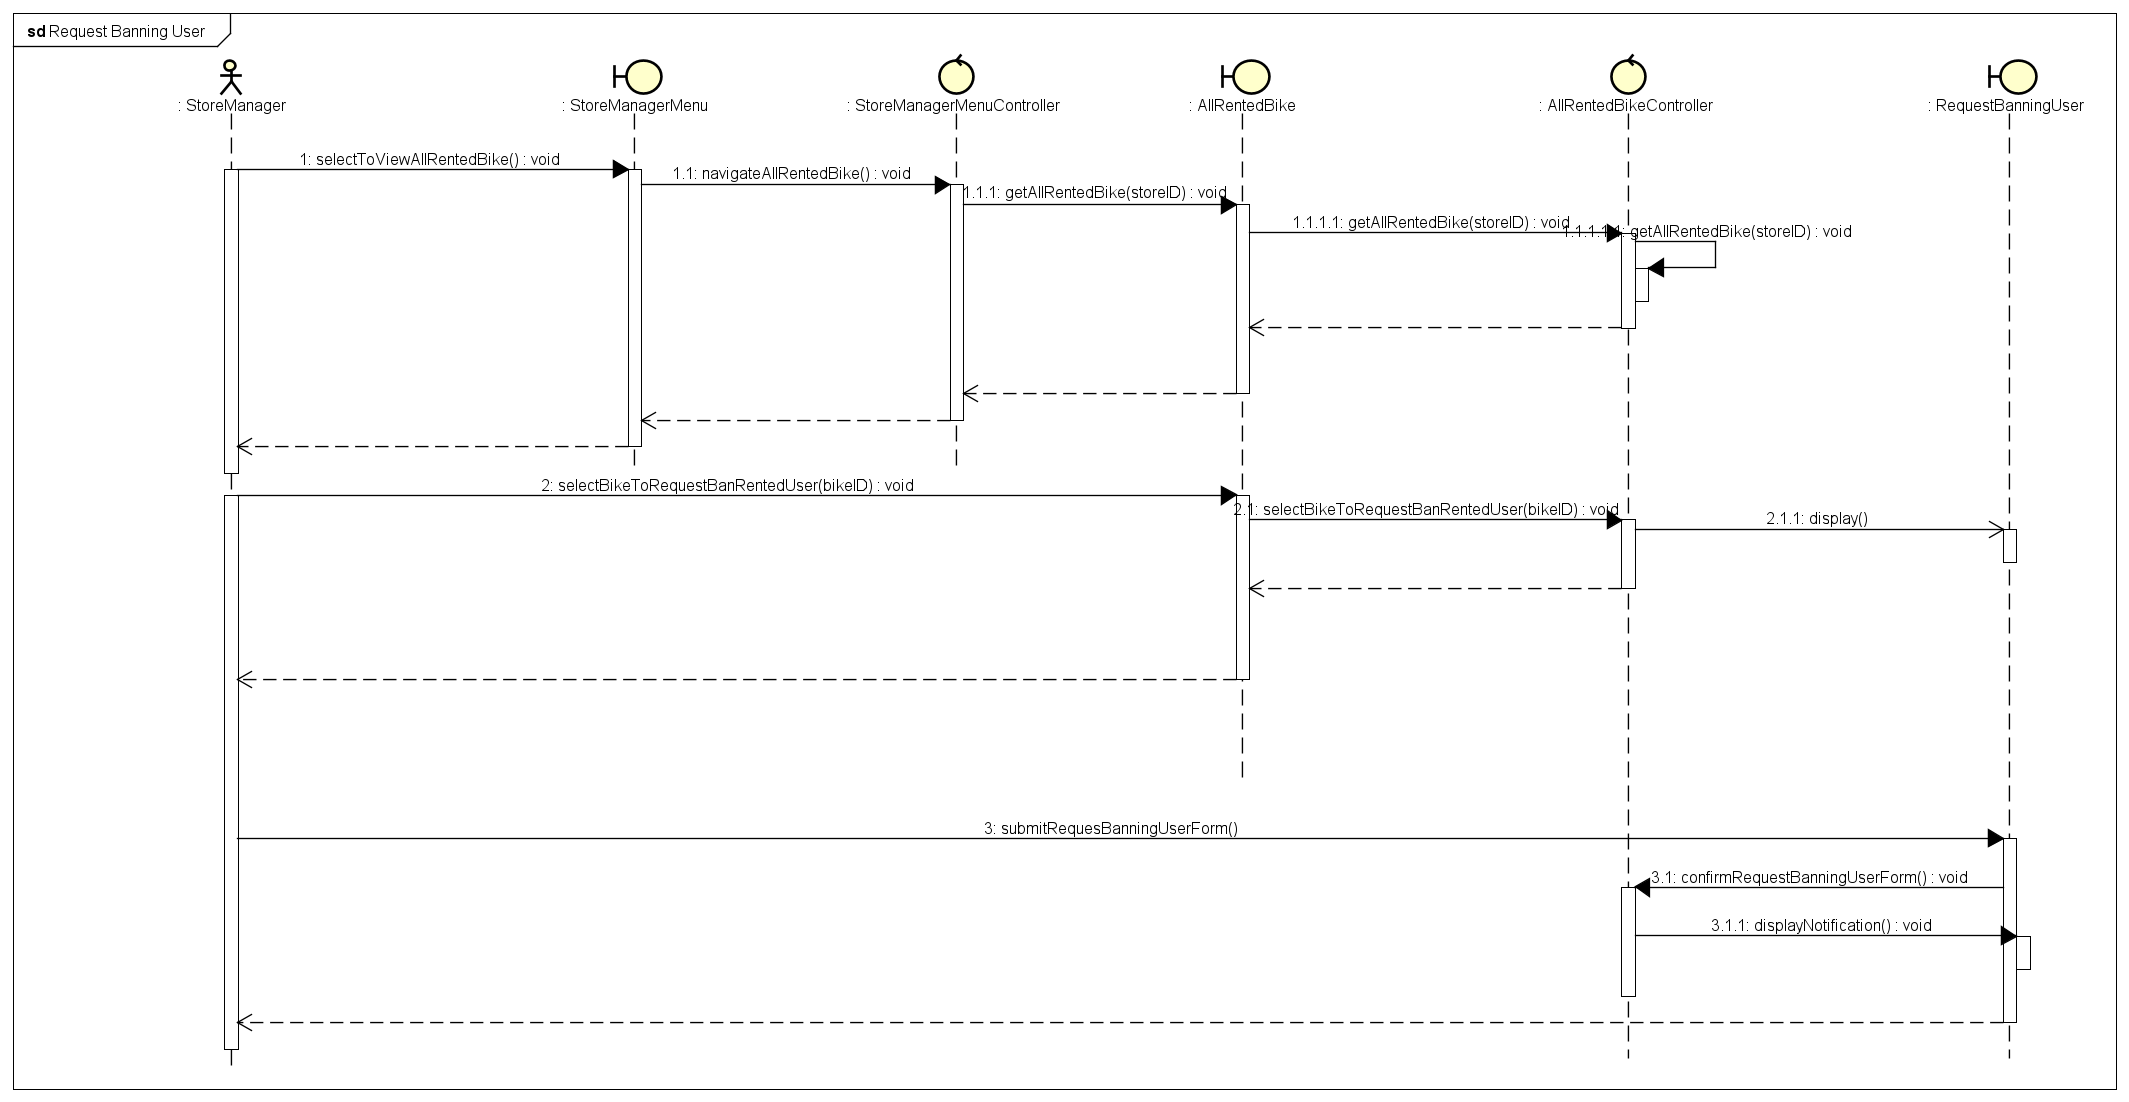 sd Request Banning User
: StoreManager
: StoreManagerMenu
: StoreManagerMenuController
: AllRentedBike
: AllRentedBikeController
: RequestBanningUser
1: selectToViewAllRentedBike() : void
1.1: navigateAllRentedBike() : void
1.1.1: getAllRentedBike(storeID) : void
1.1.1.1: getAllRentedBike(storeID) : void
1.1.1.1.1: getAllRentedBike(storeID) : void
2: selectBikeToRequestBanRentedUser(bikeID) : void
2.1: selectBikeToRequestBanRentedUser(bikeID) : void
2.1.1: display()
3: submitRequesBanningUserForm()
3.1: confirmRequestBanningUserForm() : void
3.1.1: displayNotification() : void